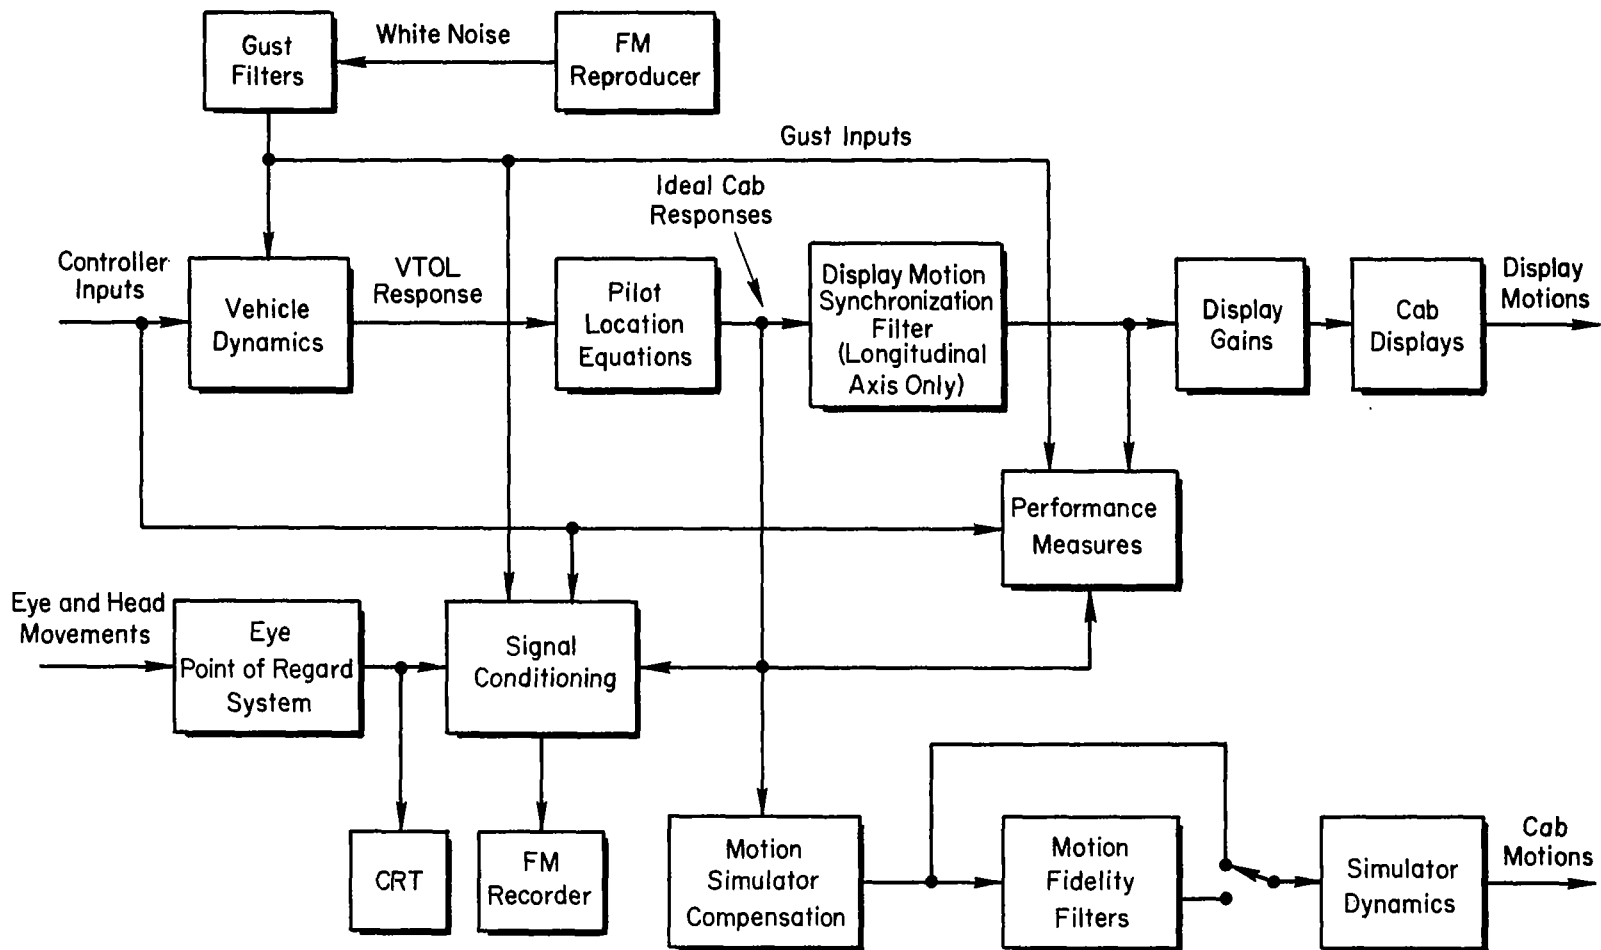 Gust
Filters
White Noise
FM
Reproducer
Gust Inputs
Ideal Cab
Responses
Controller
Inputs
Vehicle
Dynamics
VTOL
Response
Pilot
Location
Equations
Display Motion
Synchronization
Filter
(Longitudinal
Axis Only)
Display
Gains
Cab
Displays
Display
Motions
Performance
Measures
Eye and Head
Movements
Eye
Point of Regard
System
Signal
Conditioning
CRT
FM
Recorder
Motion
Simulator
Compensation
Motion
Fidelity
Filters
Simulator
Dynamics
Cab
Motions